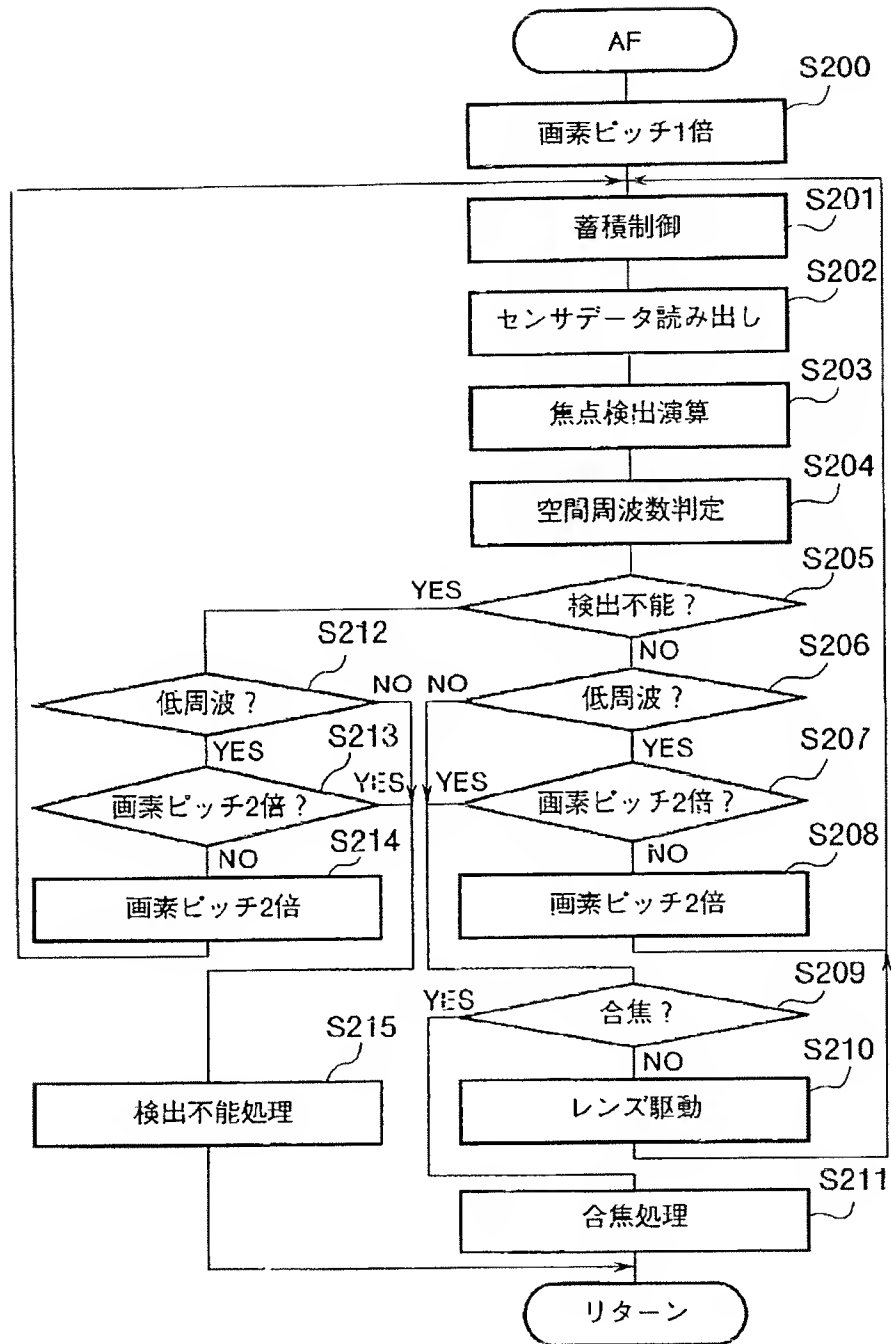 AF
S200
画素ピッチ1倍
S201
蓄積制御
S202
センサデータ読み出し
S203
焦点検出演算
S204
空間周波数判定
S205
検出不能?
YES
NO
S212
低周波?
NO
YES
S206
低周波?
NO
YES
S213
画素ピッチ2倍?
YES
NO
S207
画素ピッチ2倍?
YES
NO
S214
画素ピッチ2倍
S208
画素ピッチ2倍
S209
合焦?
YES
NO
S215
検出不能処理
S210
レンズ駆動
S211
合焦処理
リターン